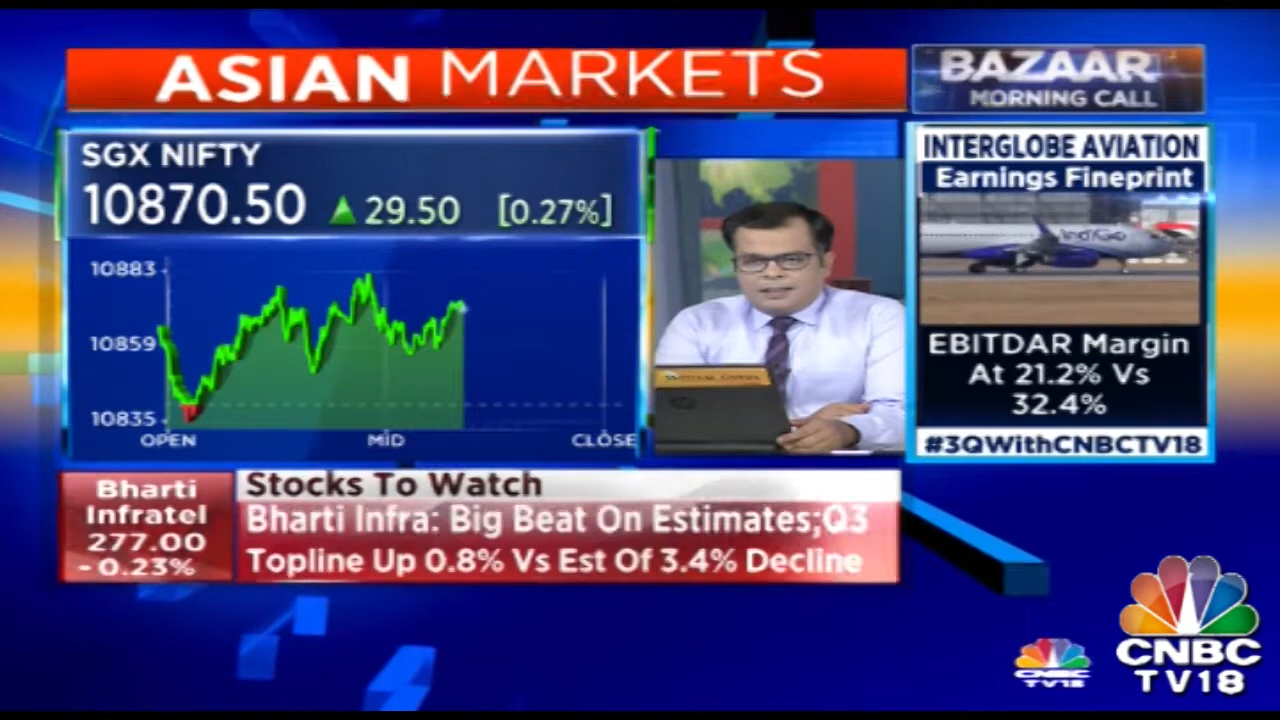 ASIAN MARKETS
BAZAAR
MORNING CALL
SGX NIFTY
10870.50 ▲ 29.50 [0.27%]
10883
10859
10835
OPEN MID CLOSE
INTERGLOBE AVIATION
Earnings Fineprint
IndiGo
EBITDAR Margin
At 21.2% Vs
32.4%
#3QWithCNBCTV18
Bharti
Infratel
277.00
- 0.23%
Stocks To Watch
Bharti Infra: Big Beat On Estimates;Q3
Topline Up 0.8% Vs Est Of 3.4% Decline
CNBC
TV18
CNBC
TV18